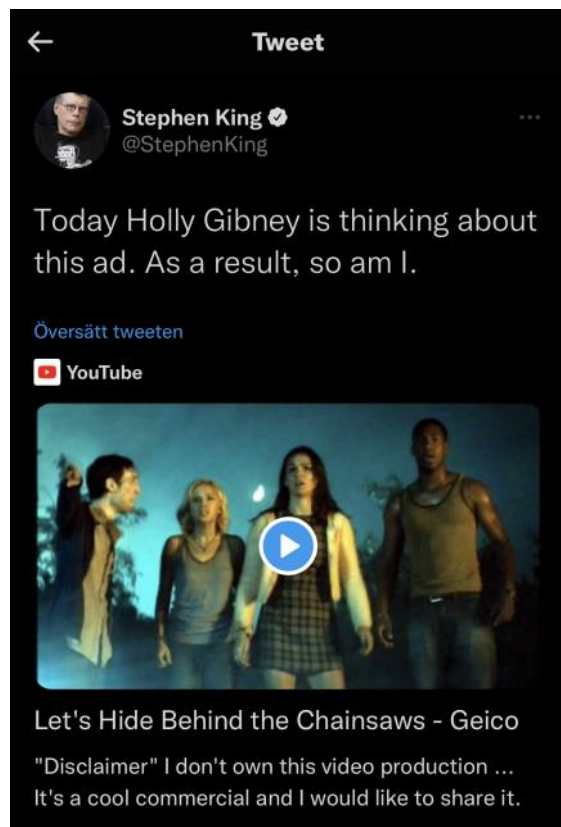 Tweet
Stephen King
@StephenKing
Today Holly Gibney is thinking about
this ad. As a result, so am I.
Översätt tweeten
YouTube
Let's Hide Behind the Chainsaws - Geico
"Disclaimer" I don't own this video production ...
It's a cool commercial and I would like to share it.